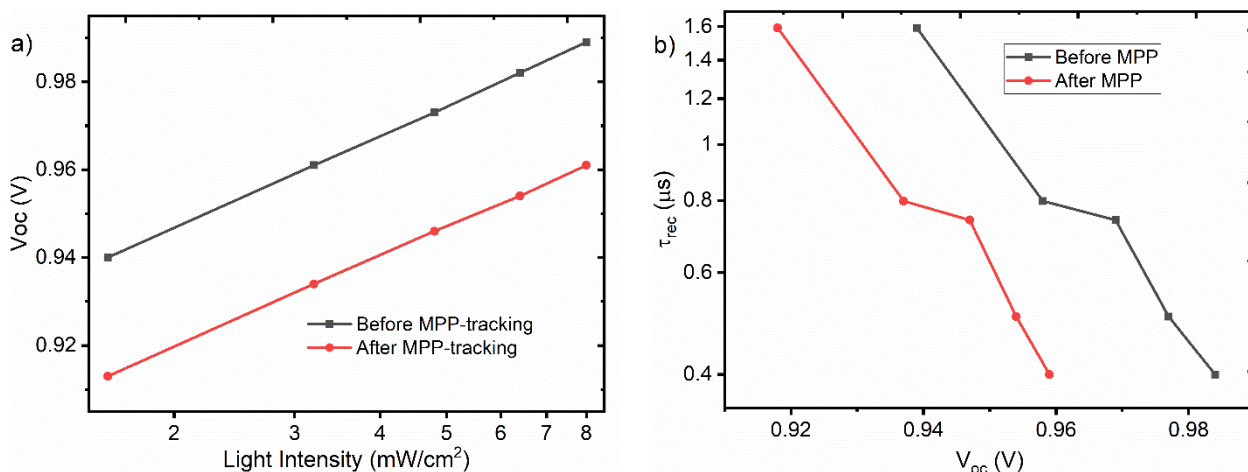 a)
0.98
0.96
0.94
0.92
Voc (V)
Before MPP-tracking
After MPP-tracking
2
3
4
5
6
7
8
Light Intensity (mW/cm²)
b)
1.6
1.4
1.2
1
0.8
0.6
0.4
τrec (μs)
Before MPP
After MPP
0.92
0.94
0.96
0.98
Voc (V)